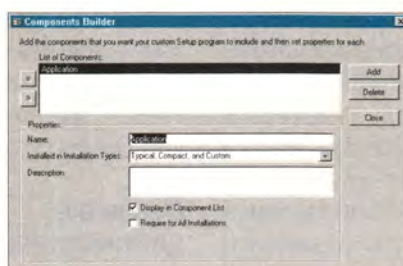 Components Builder
Add the components that you want your custom Setup program to include and then set properties for each.
List of Components:
Application
Add
Delete
Close
Properties
Name:
Application
Installed in Installation Types:
Typical, Compact, and Custom
Description:
Display in Component List
Require for All Installations